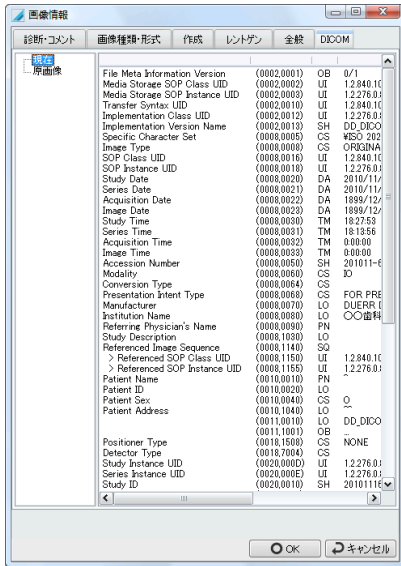 画像情報
診断・コメント 画像種類・形式 作成 レントゲン 全般 DICOM
現在
原画像
File Meta Information Version (0002,0001) OB 0/1
Media Storage SOP Class UID (0002,0002) UI 1.2.840.10
Media Storage SOP Instance UID (0002,0003) UI 1.2.276.0.
Transfer Syntax UID (0002,0010) UI 1.2.840.10
Implementation Class UID (0002,0012) UI 1.2.276.0.
Implementation Version Name (0002,0013) SH DD_DICO
Specific Character Set (0008,0005) CS ¥ISO 202
Image Type (0008,0008) CS ORIGINA
SOP Class UID (0008,0016) UI 1.2.840.10
SOP Instance UID (0008,0018) UI 1.2.276.0.
Study Date (0008,0020) DA 2010/11/
Series Date (0008,0021) DA 2010/11/
Acquisition Date (0008,0022) DA 1899/12/
Image Date (0008,0023) DA 1899/12/
Study Time (0008,0030) TM 18:27:53
Series Time (0008,0031) TM 18:13:56
Acquisition Time (0008,0032) TM 0:00:00
Image Time (0008,0033) TM 0:00:00
Accession Number (0008,0050) SH 201011-6
Modality (0008,0060) CS IO
Conversion Type (0008,0064) CS
Presentation Intent Type (0008,0068) CS FOR PRE
Manufacturer (0008,0070) LO DUERR D
Institution Name (0008,0080) LO 〇〇歯科
Referring Physician's Name (0008,0090) PN
Study Description (0008,1030) LO
Referenced Image Sequence (0008,1140) SQ
> Referenced SOP Class UID (0008,1150) UI 1.2.840.10
> Referenced SOP Instance UID (0008,1155) UI 1.2.276.0.
Patient Name (0010,0010) PN ^
Patient ID (0010,0020) LO
Patient Sex (0010,0040) CS O
Patient Address (0010,1040) LO ^^
(0011,0010) LO DD_DICO
(0011,1001) OB ...
Positioner Type (0018,1508) CS NONE
Detector Type (0018,7004) CS
Study Instance UID (0020,000D) UI 1.2.276.0.
Series Instance UID (0020,000E) UI 1.2.276.0.
Study ID (0020,0010) SH 20101116
OK キャンセル